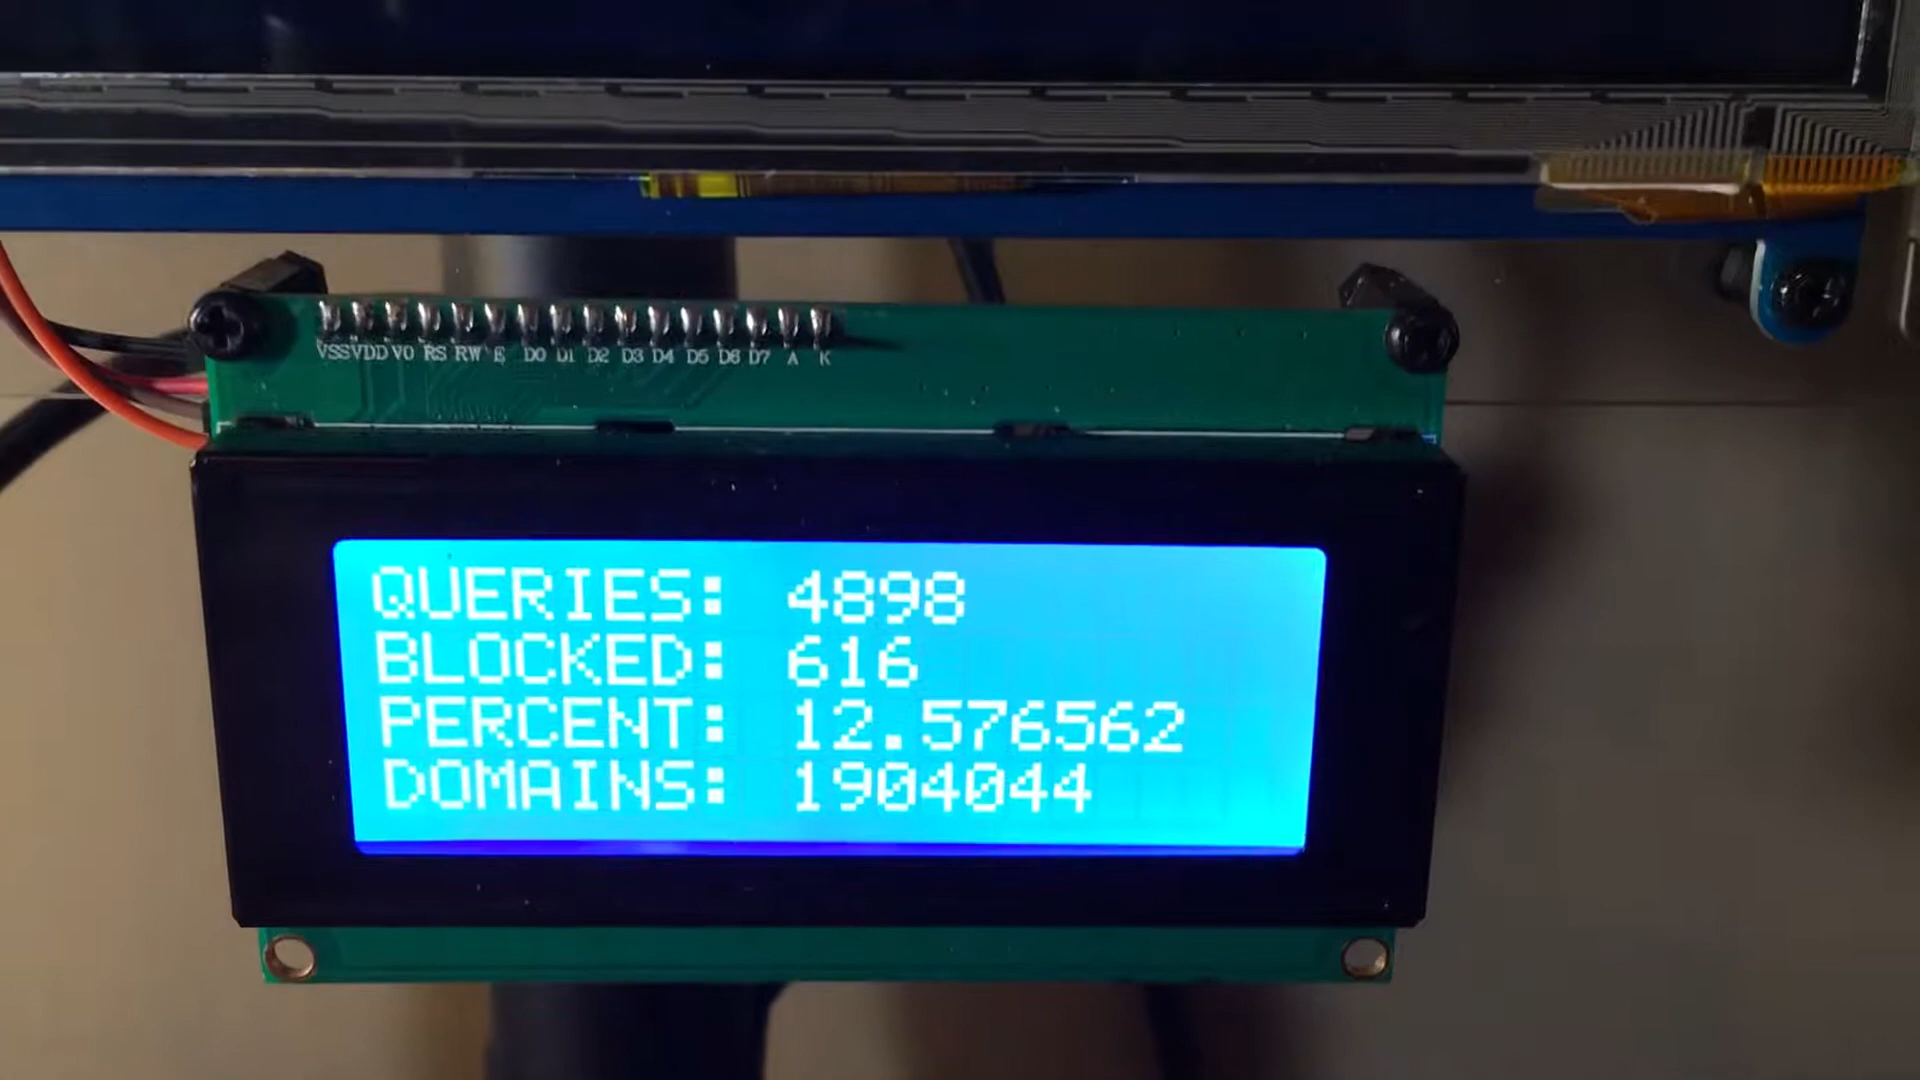 VSS VDD VO RS RW E D0 D1 D2 D3 D4 D5 D6 D7 A K
QUERIES: 4898
BLOCKED: 616
PERCENT: 12.576562
DOMAINS: 1904044